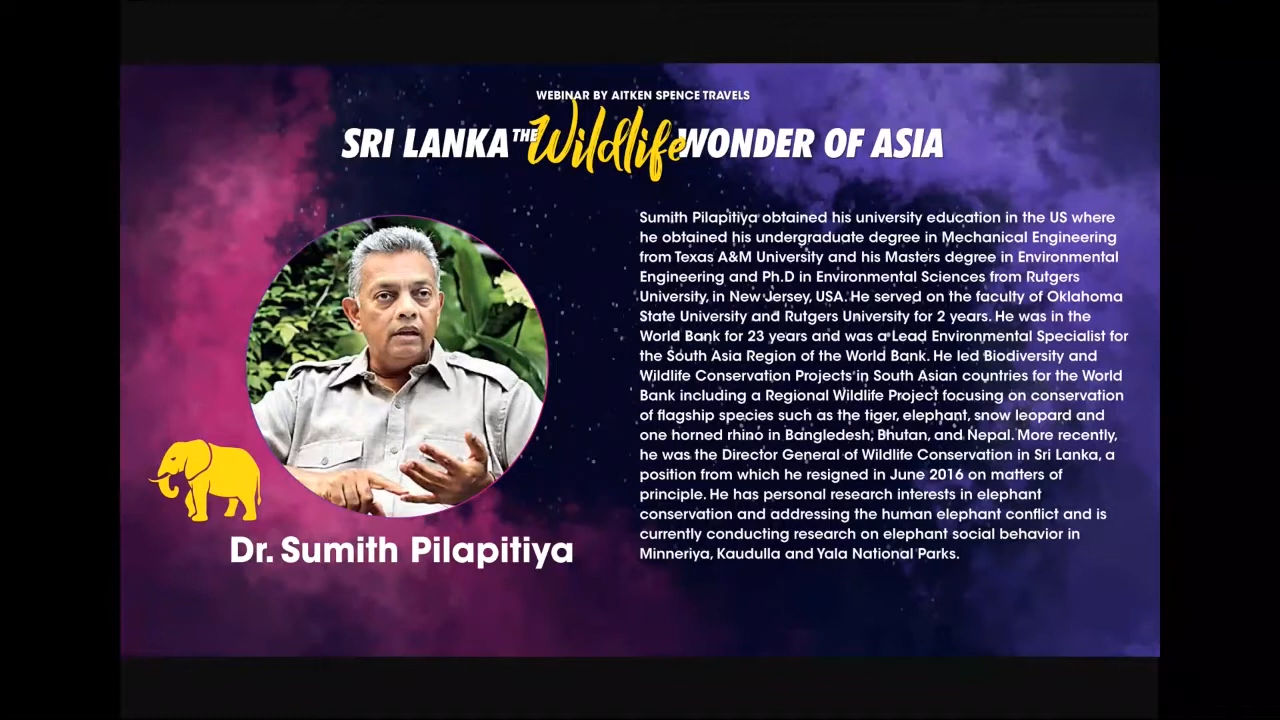 WEBINAR BY AITKEN SPENCE TRAVELS
SRI LANKA THE Wildlife WONDER OF ASIA
Sumith Pilapitiya obtained his university education in the US where
he obtained his undergraduate degree in Mechanical Engineering
from Texas A&M University and his Masters degree in Environmental
Engineering and Ph.D in Environmental Sciences from Rutgers
University, in New Jersey, USA. He served on the faculty of Oklahoma
State University and Rutgers University for 2 years. He was in the
World Bank for 23 years and was a Lead Environmental Specialist for
the South Asia Region of the World Bank. He led Biodiversity and
Wildlife Conservation Projects in South Asian countries for the World
Bank including a Regional Wildlife Project focusing on conservation
of flagship species such as the tiger, elephant, snow leopard and
one horned rhino in Bangledesh, Bhutan, and Nepal. More recently,
he was the Director General of Wildlife Conservation in Sri Lanka, a
position from which he resigned in June 2016 on matters of
principle. He has personal research interests in elephant
conservation and addressing the human elephant conflict and is
currently conducting research on elephant social behavior in
Minneriya, Kaudulla and Yala National Parks.
Dr. Sumith Pilapitiya